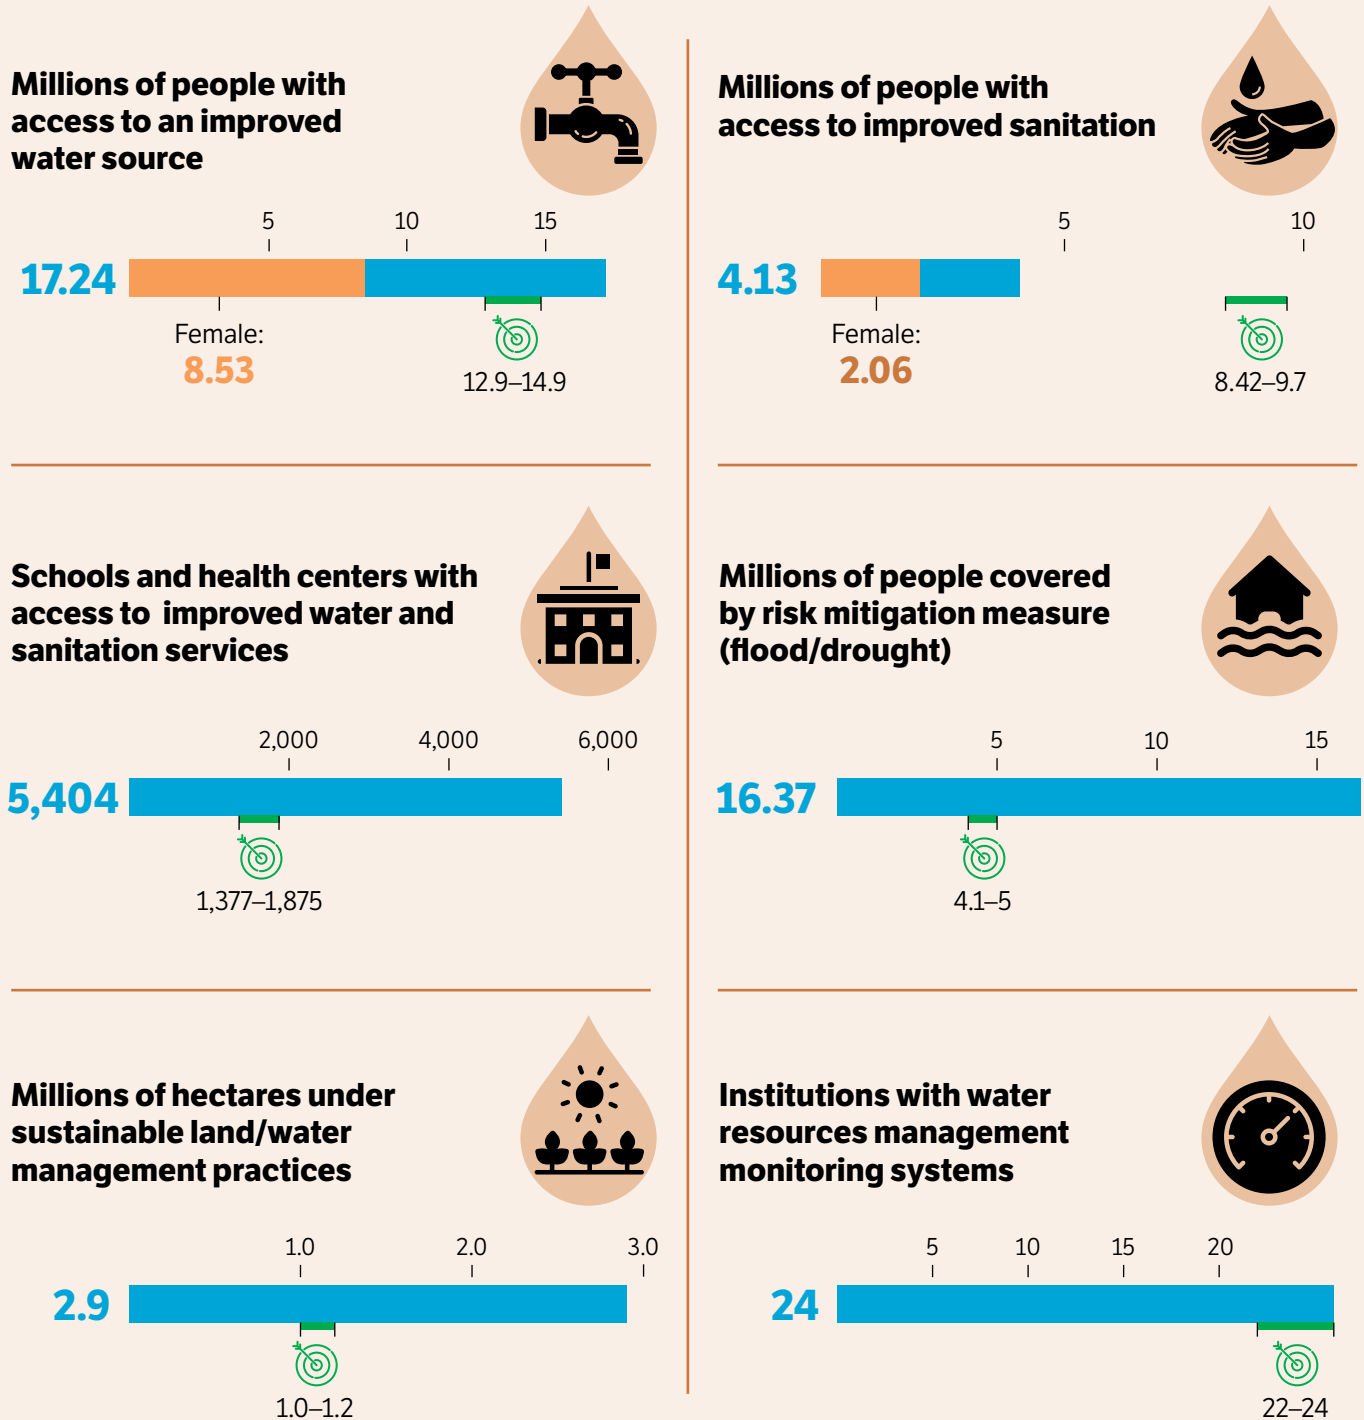 Millions of people with
access to an improved
water source
5 10 15
17.24
Female:
8.53
12.9–14.9
Millions of people with
access to improved sanitation
5 10
4.13
Female:
2.06
8.42–9.7
Schools and health centers with
access to improved water and
sanitation services
2,000 4,000 6,000
5,404
1,377–1,875
Millions of people covered
by risk mitigation measure
(flood/drought)
5 10 15
16.37
4.1–5
Millions of hectares under
sustainable land/water
management practices
1.0 2.0 3.0
2.9
1.0–1.2
Institutions with water
resources management
monitoring systems
5 10 15 20
24
22–24